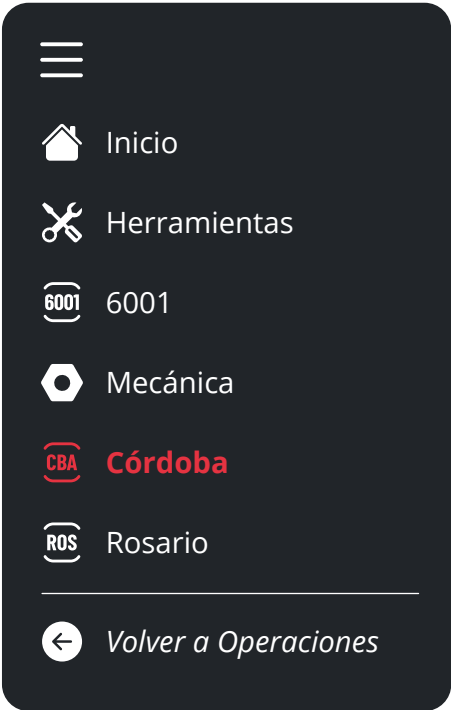 Inicio
Herramientas
6001 6001
Mecánica
CBA Córdoba
ROS Rosario
Volver a Operaciones